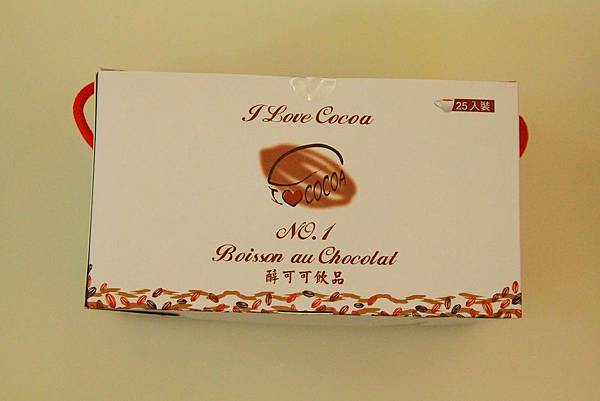 I Love Cocoa
25入裝
I♥COCOA
NO.1
Boisson au Chocolat
醇可可飲品